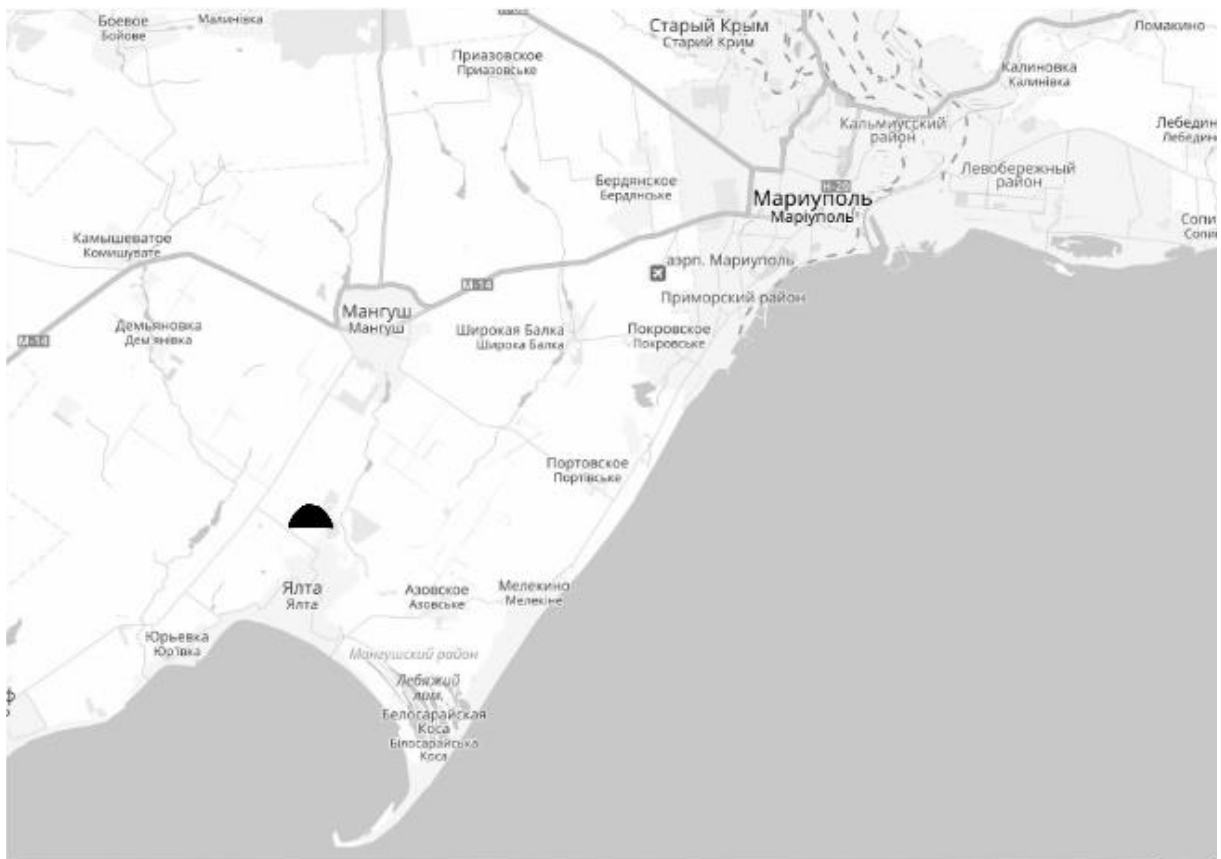 Боевое
Бойове
Малинівка
Старый Крым
Старий Крим
Ломакино
Приазовское
Приазовське
Калиновка
Калинівка
Кальмиусский
район
Левобережный
район
Бердянское
Бердянське
Н-20
Мариуполь
Маріуполь
Камышеватое
Комишувате
аэрп. Мариуполь
М-14
Приморский район
Мангуш
Мангуш
Демьяновка
Дем'янівка
М-14
Широкая Балка
Широка Балка
Покровское
Покровське
Портовское
Портівське
Ялта
Ялта
Азовское
Азовське
Мелекино
Мелекіне
Юрьевка
Юр'ївка
Мангушский район
Лебяжий
лим.
Белосарайская
Коса
Білосарайська
Коса